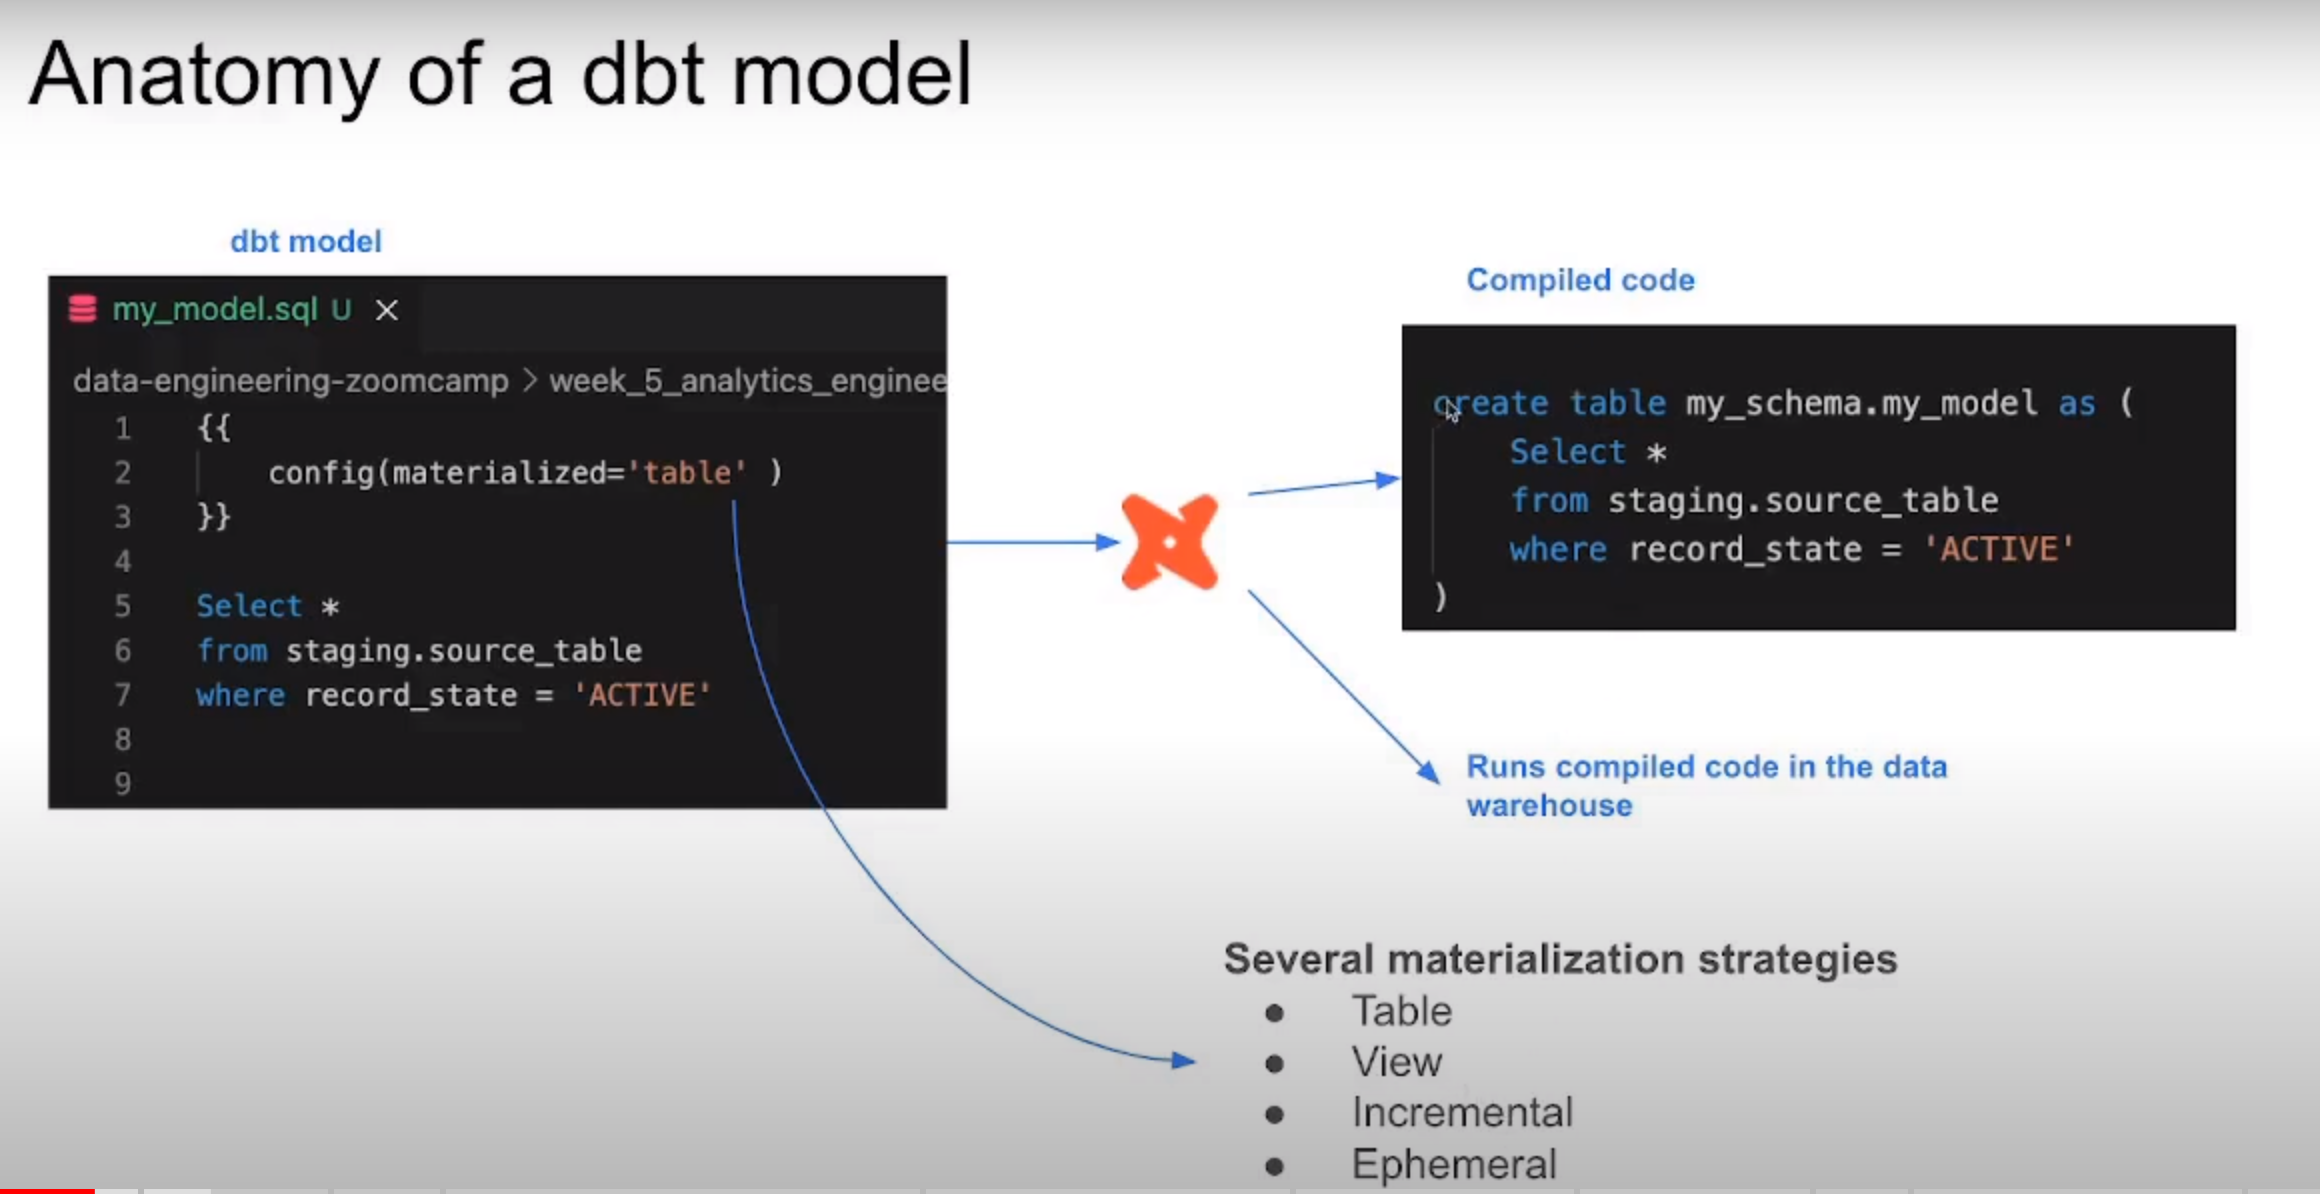 Anatomy of a dbt model
dbt model
my_model.sql U ×
data-engineering-zoomcamp > week_5_analytics_enginee
1 {{
2 config(materialized='table' )
3 }}
4
5 Select *
6 from staging.source_table
7 where record_state = 'ACTIVE'
8
9
Compiled code
create table my_schema.my_model as (
Select *
from staging.source_table
where record_state = 'ACTIVE'
)
Runs compiled code in the data
warehouse
Several materialization strategies
● Table
● View
● Incremental
● Ephemeral